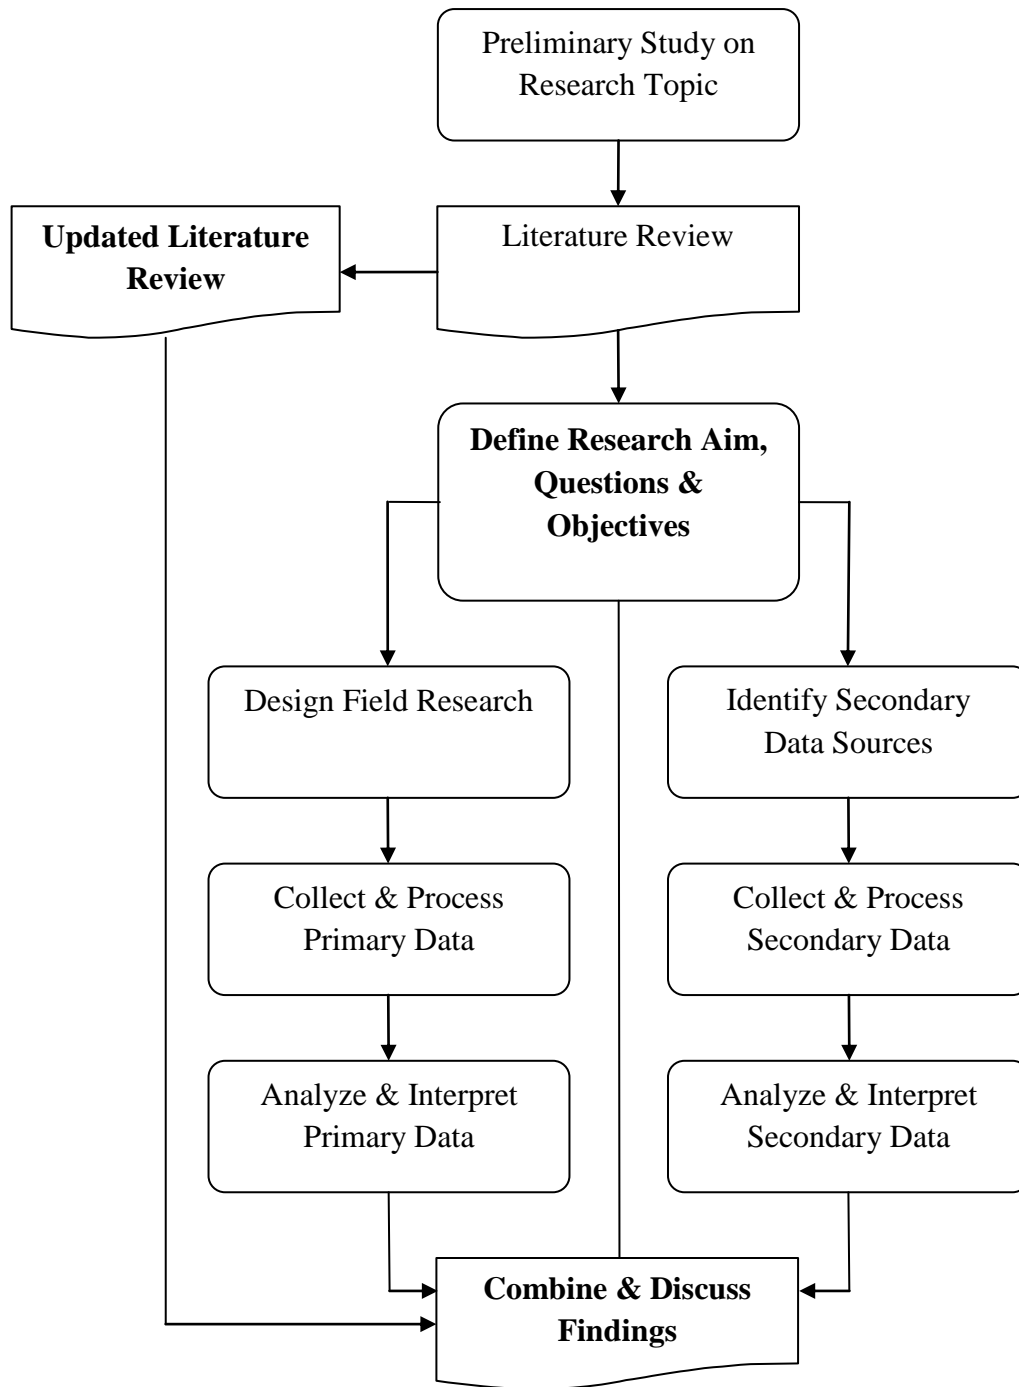 Preliminary Study on
Research Topic
Updated Literature
Review
Literature Review
Define Research Aim,
Questions &
Objectives
Design Field Research
Identify Secondary
Data Sources
Collect & Process
Primary Data
Collect & Process
Secondary Data
Analyze & Interpret
Primary Data
Analyze & Interpret
Secondary Data
Combine & Discuss
Findings